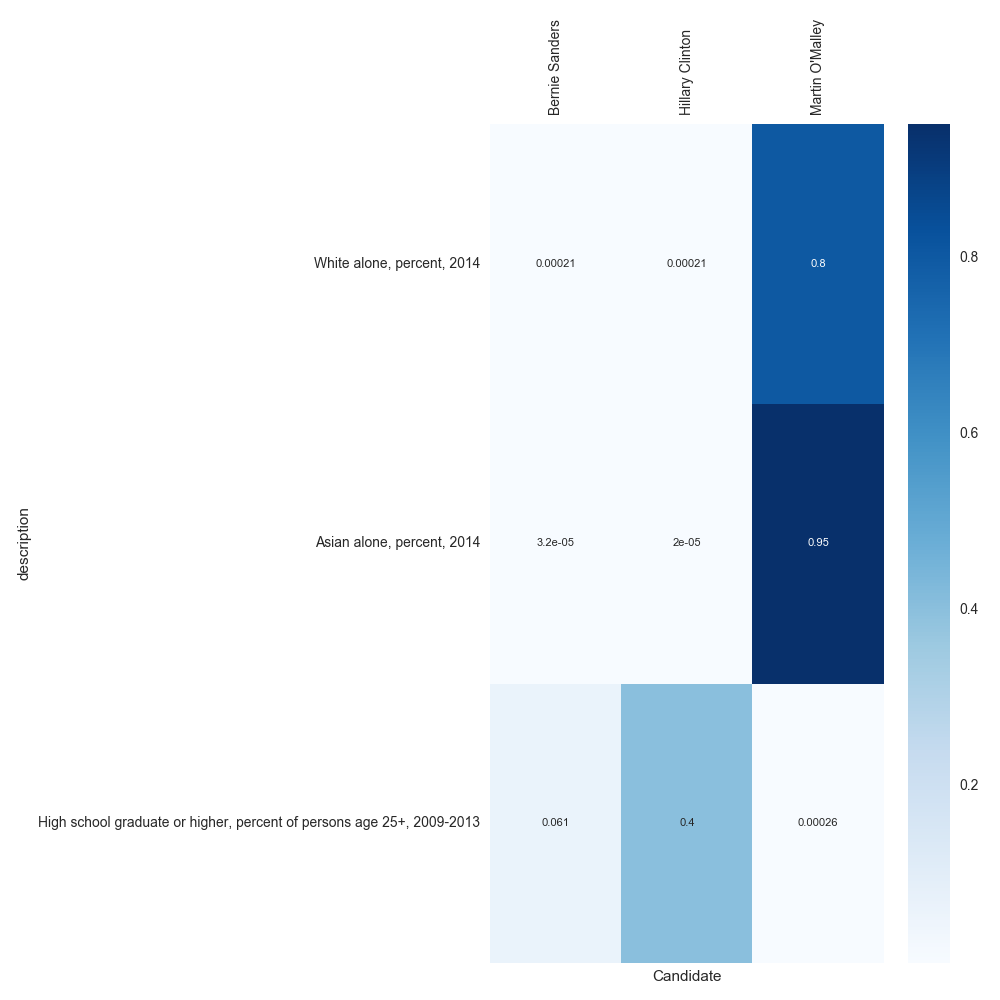 Bernie Sanders
Hillary Clinton
Martin O'Malley
White alone, percent, 2014
0.00021
0.00021
0.8
0.8
0.6
description
Asian alone, percent, 2014
3.2e-05
2e-05
0.95
0.4
0.2
High school graduate or higher, percent of persons age 25+, 2009-2013
0.061
0.4
0.00026
Candidate